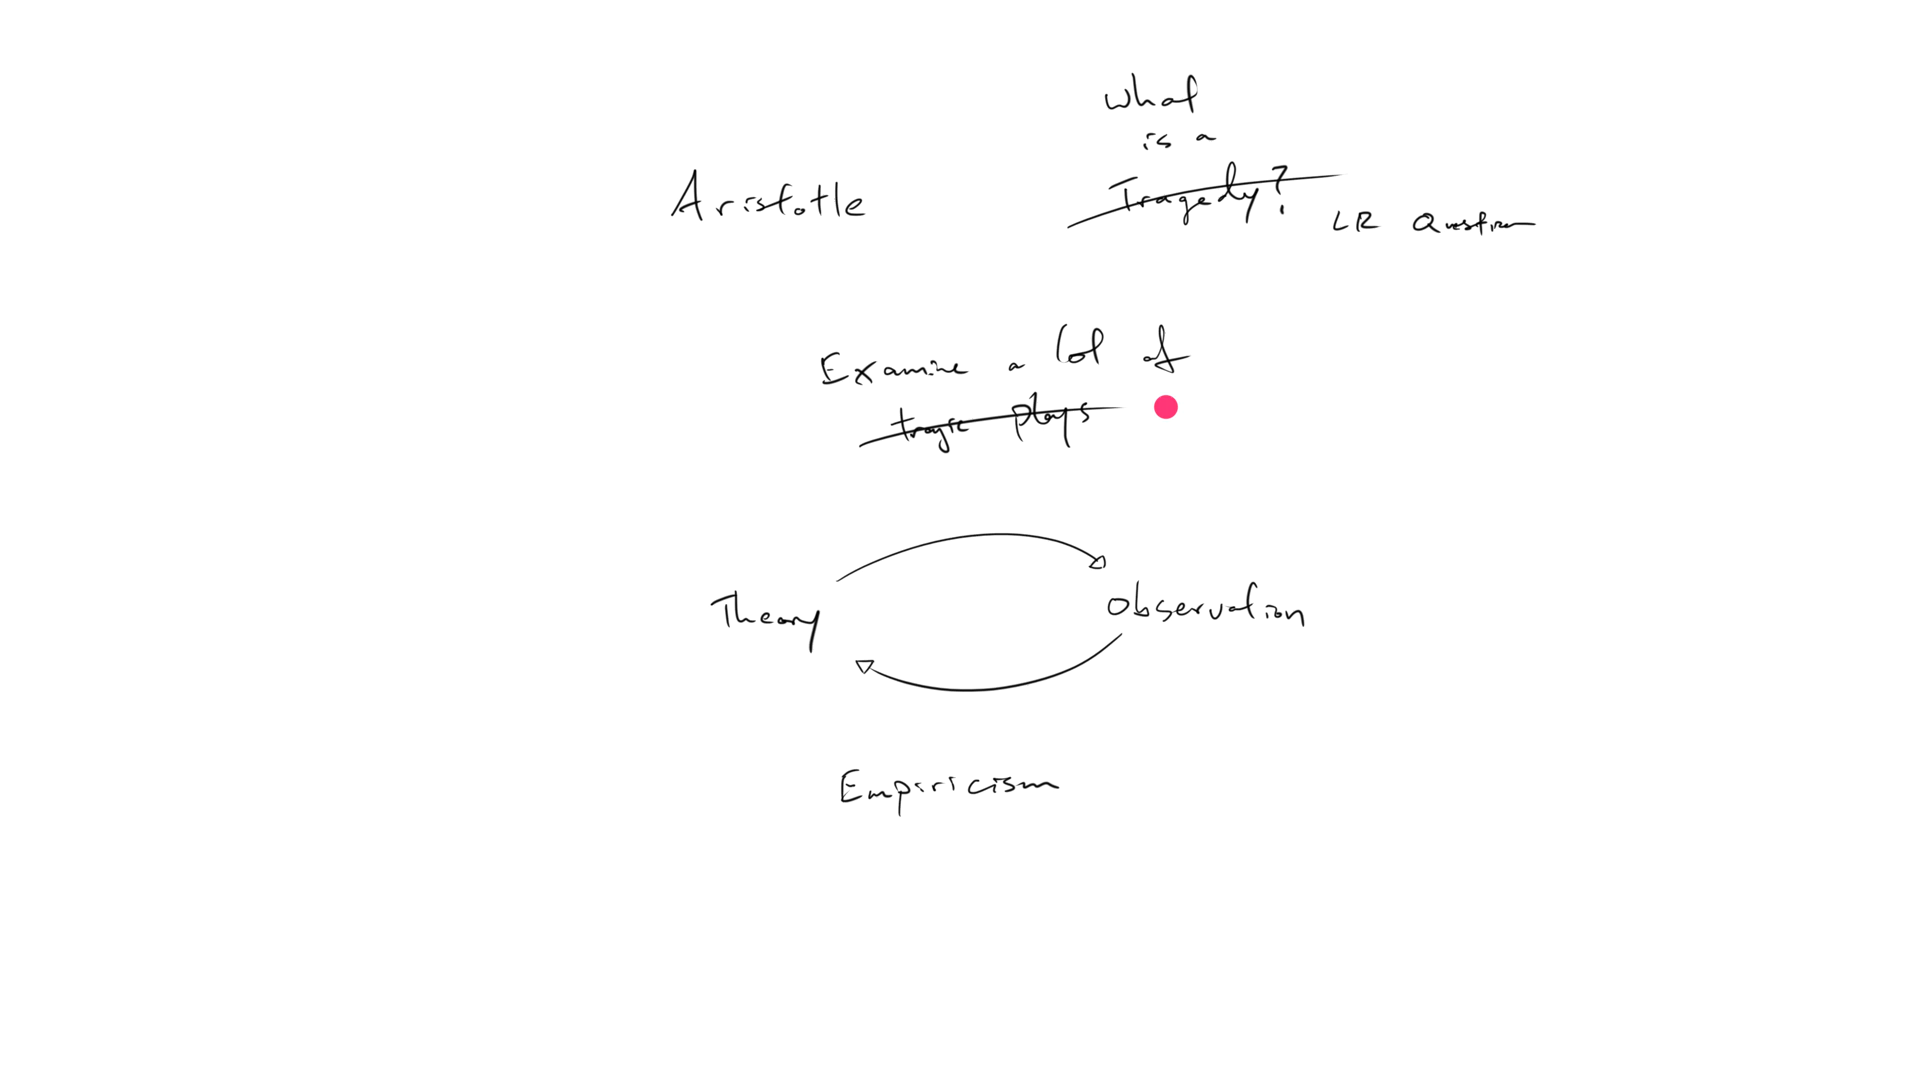 What
is a
Aristotle
Tragedy?
LR Question
Examine a lot of
tragic plays
Theory
Observation
Empiricism